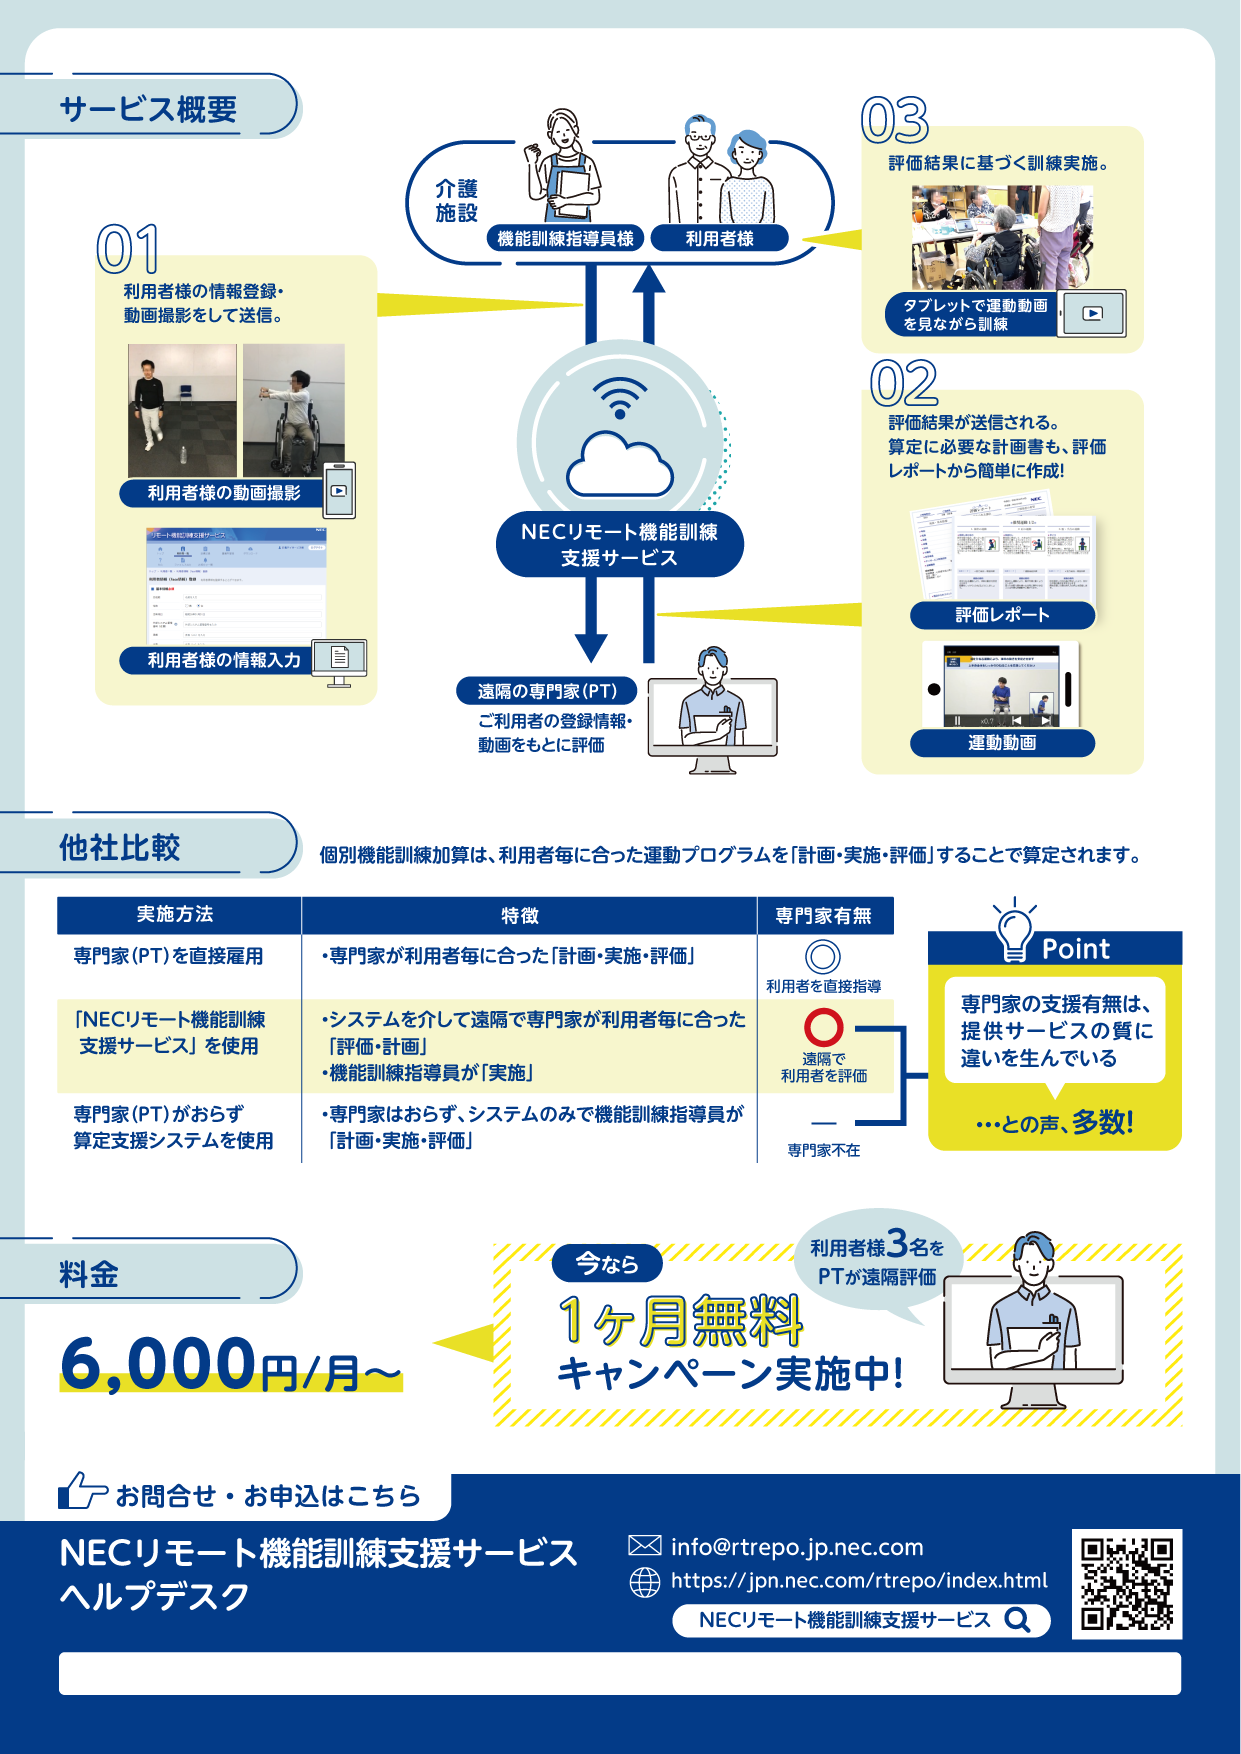 サービス概要
介護
施設
機能訓練指導員様
利用者様
01
利用者様の情報登録・
動画撮影をして送信。
利用者様の動画撮影
リモート機能訓練支援サービス
利用者様の情報入力
03
評価結果に基づく訓練実施。
タブレットで運動動画
を見ながら訓練
02
評価結果が送信される。
算定に必要な計画書も、評価
レポートから簡単に作成!
NEC
評価レポート
x0.7
運動動画
NECリモート機能訓練
支援サービス
遠隔の専門家(PT)
ご利用者の登録情報・
動画をもとに評価
他社比較
個別機能訓練加算は、利用者毎に合った運動プログラムを「計画・実施・評価」することで算定されます。
実施方法 特徴 専門家有無
専門家(PT)を直接雇用 ・専門家が利用者毎に合った「計画・実施・評価」 ◎
利用者を直接指導
「NECリモート機能訓練 ・システムを介して遠隔で専門家が利用者毎に合った ○
支援サービス」を使用 「評価・計画」 遠隔で
・機能訓練指導員が「実施」 利用者を評価
専門家(PT)がおらず ・専門家はおらず、システムのみで機能訓練指導員が —
算定支援システムを使用 「計画・実施・評価」 専門家不在
Point
専門家の支援有無は、
提供サービスの質に
違いを生んでいる
…との声、多数!
料金
6,000円/月〜
今なら
1ヶ月無料
キャンペーン実施中!
利用者様3名を
PTが遠隔評価
お問合せ・お申込はこちら
NECリモート機能訓練支援サービス
ヘルプデスク
info@rtrepo.jp.nec.com
https://jpn.nec.com/rtrepo/index.html
NECリモート機能訓練支援サービス